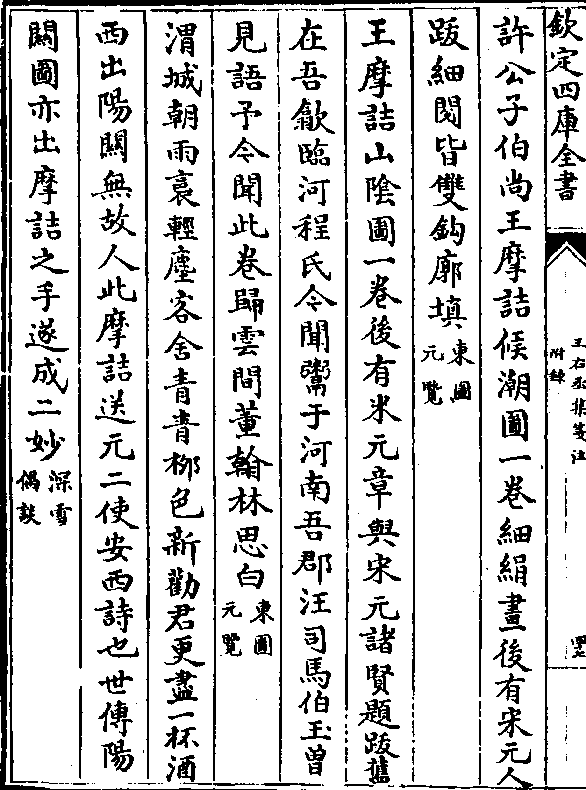 欽定四庫全書
王右丞集箋注
附錄
許公子伯尚王摩詰候潮圖一卷細絹畫後有宋元人
跋細閱皆雙鈎廓填東圖
元覽
王摩詰山陰圖一卷後有米元章與宋元諸賢題跋舊
在吾歙臨河程氏今聞鬻于河南吾郡汪司馬伯玉曾
見語予今聞此卷歸雲間董翰林思白東圖
元覽
渭城朝雨裛輕塵客舍青青栁色新勸君更盡一杯酒
西出陽關無故人此摩詰送元二使安西詩也世傳陽
關圖亦出摩詰之手遂成二妙深雪
偶談